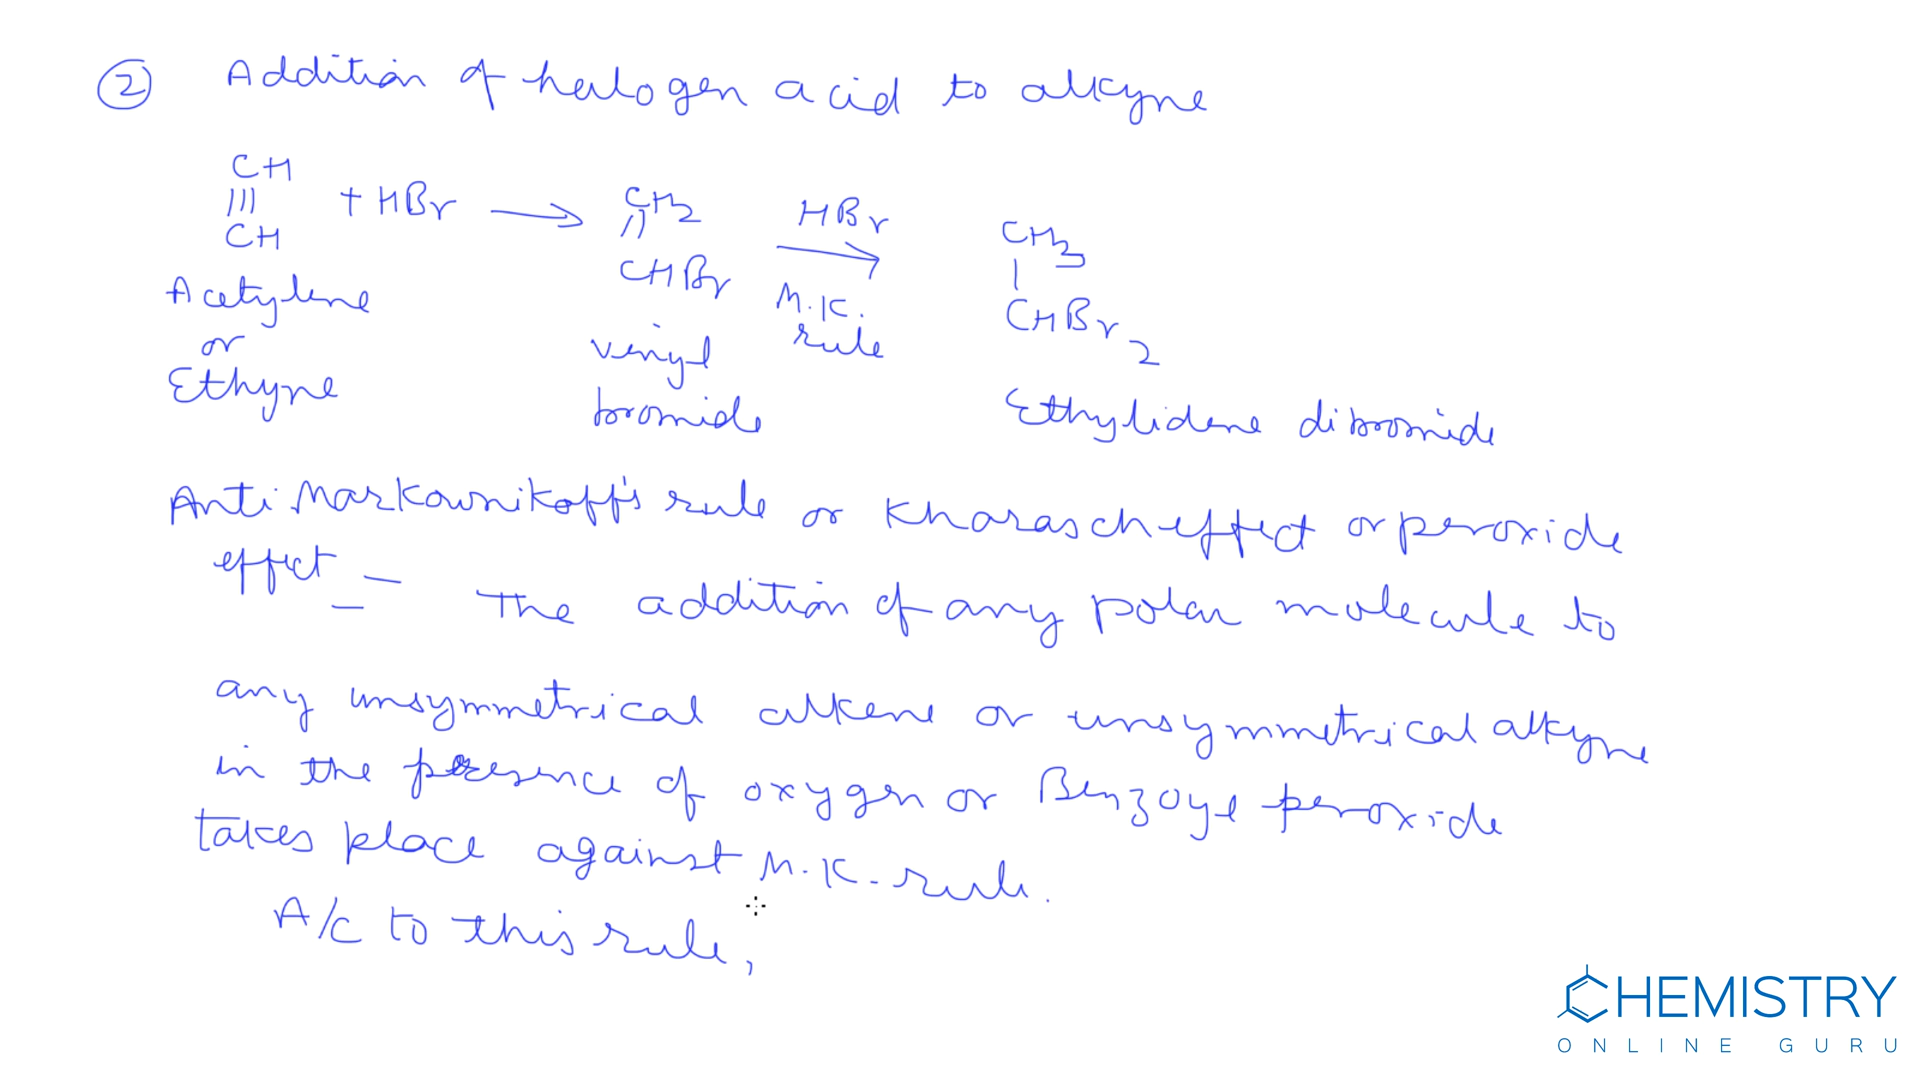 ② Addition of halogen acid to alkyne
CH
||| + HBr ⟶ CH2 HBr
CH || ⟶ CH3
CHBr M.K. |
Acetylene rule CHBr2
or vinyl
Ethyne bromide Ethylidene dibromide
Anti Markownikoff's rule or Kharasch effect or peroxide
effect — The addition of any polar molecule to
any unsymmetrical alkene or unsymmetrical alkyne
in the presence of oxygen or Benzoyl peroxide
takes place against M.K. rule.
A/c to this rule,
CHEMISTRY
ONLINE GURU